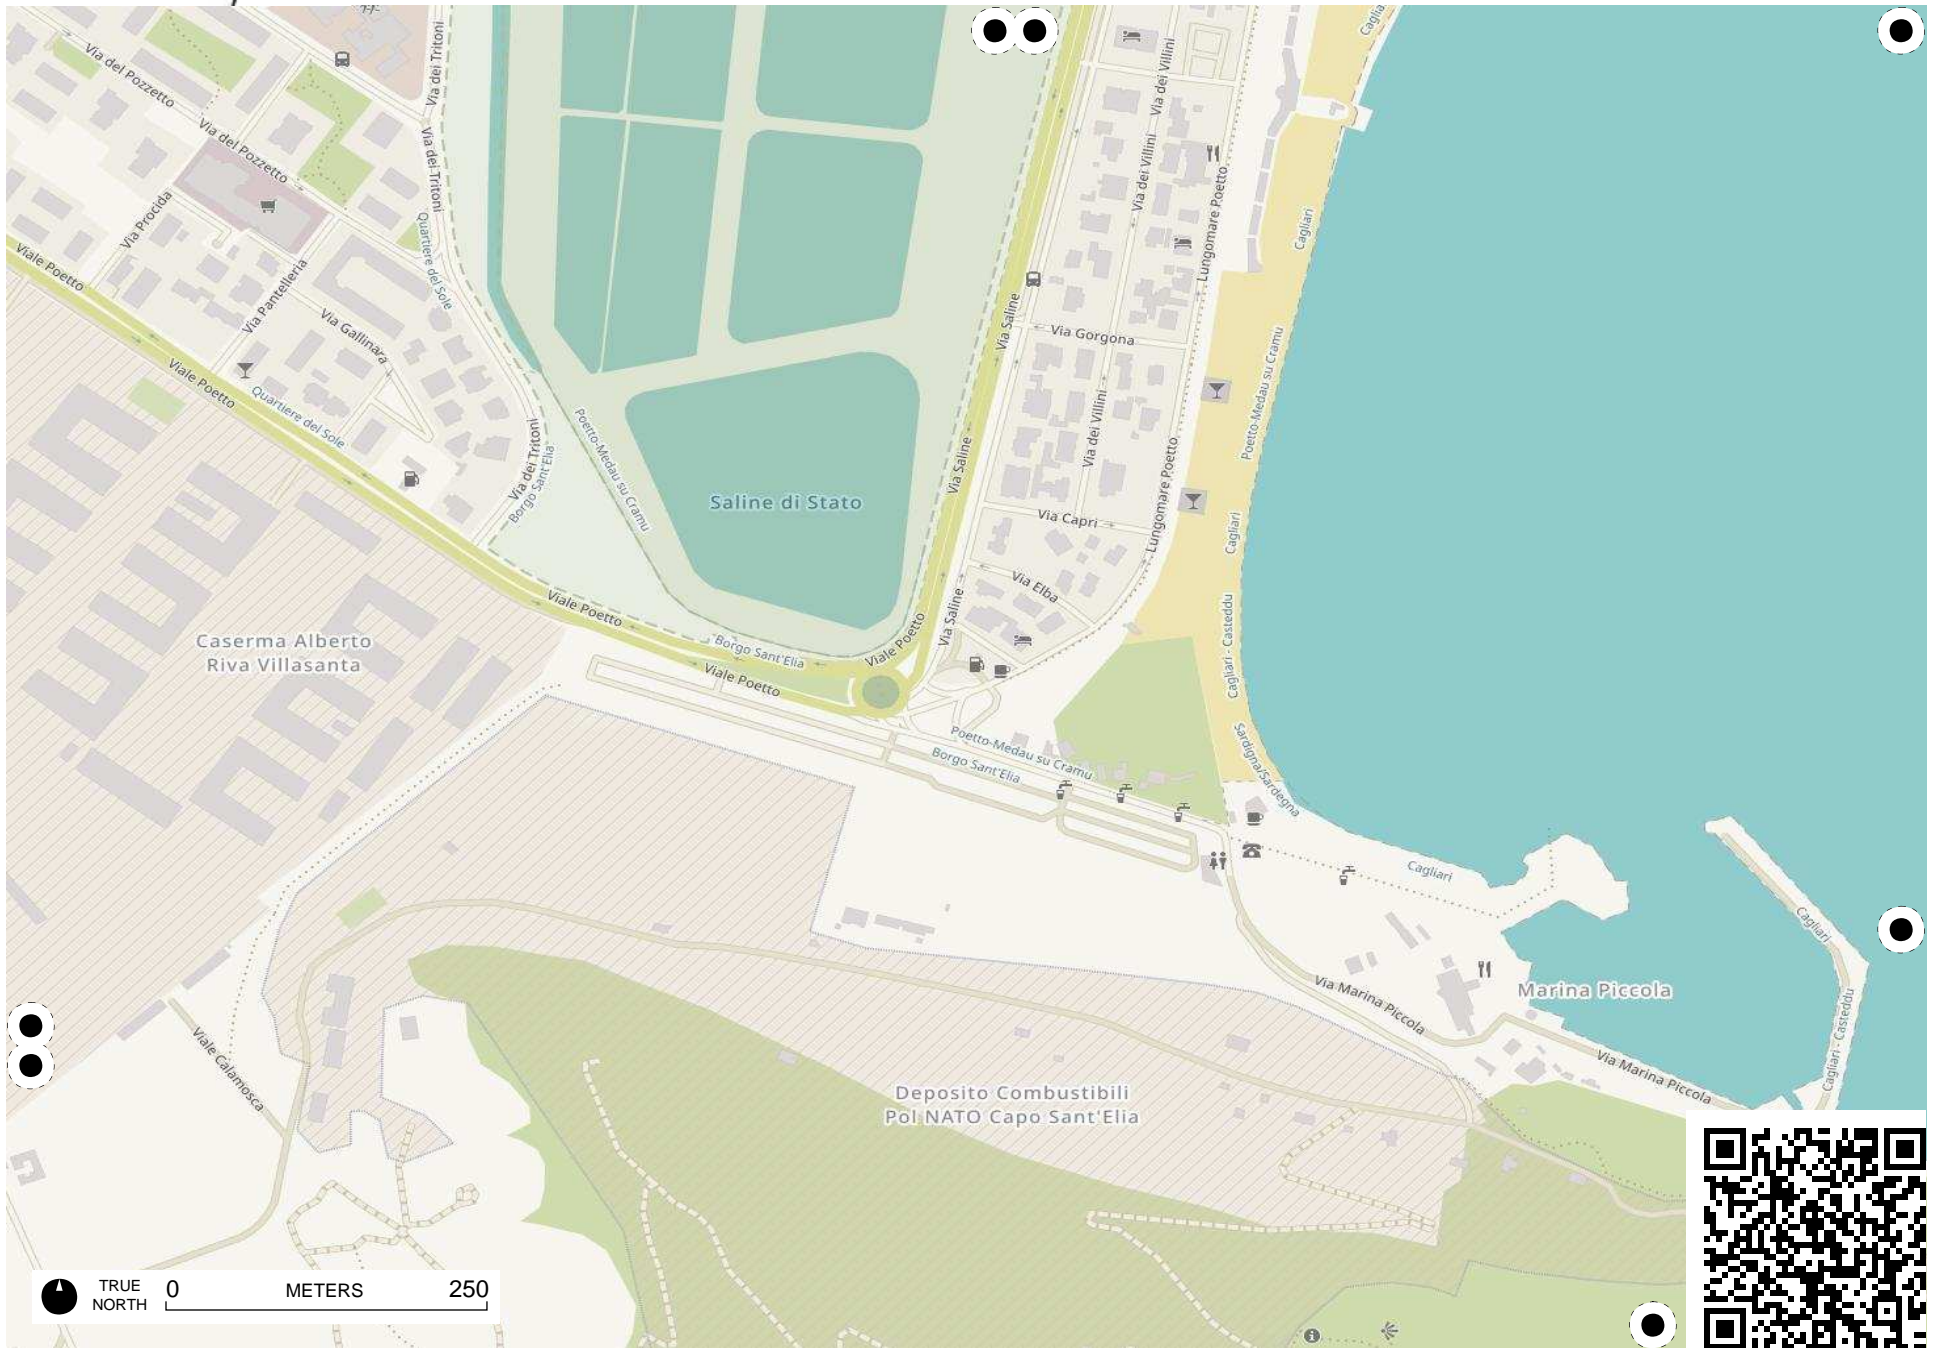 Via del Pozzetto
Via dei Tritoni
Via dei Villini
Caglia
Via del Pozzetto
Via dei Tritoni
Via dei Villini
Via Procida
Quartiere del Sole
Lungomare Poetto
Cagliari
Viale Poetto
Via Pantelleria
Via Gallinara
Via Saline
Via Gorgona
Poetto-Medau su Cramu
Viale Poetto
Quartiere del Sole
Via dei Tritoni
Borgo Sant'Elia
Poetto-Medau su Cramu
Via Saline
Via dei Villini
Lungomare Poetto
Saline di Stato
Via Capri
Cagliari
Via Elba
Viale Poetto
Via Saline
Viale Poetto
Cagliari - Casteddu
Caserma Alberto
Riva Villasanta
Borgo Sant'Elia
Viale Poetto
Poetto-Medau su Cramu
Borgo Sant'Elia
Sardigna/Sardegna
Cagliari
Cagliari
Via Marina Piccola
Marina Piccola
Cagliari - Casteddu
Via Marina Piccola
Viale Calamosca
Deposito Combustibili
Pol NATO Capo Sant'Elia
TRUE
NORTH
0 METERS 250